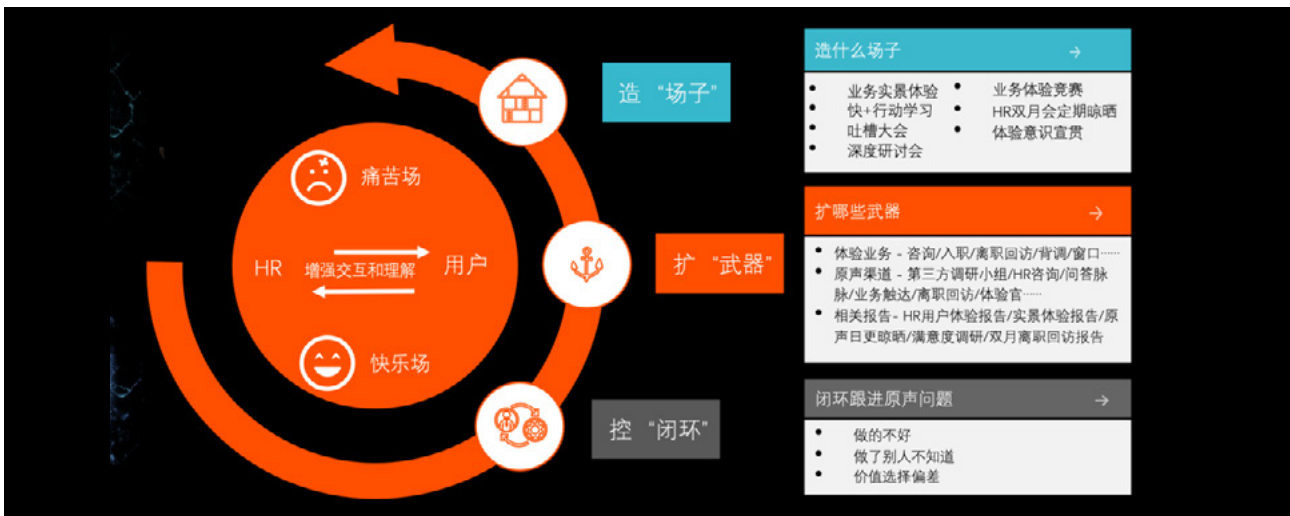 造 “场子”
扩 “武器”
控 “闭环”
痛苦场
HR
增强交互和理解
用户
快乐场
造什么场子 →
• 业务实景体验
• 快+行动学习
• 吐槽大会
• 深度研讨会
• 业务体验竞赛
• HR双月会定期晾晒
• 体验意识宣贯
扩哪些武器 →
• 体验业务 - 咨询/入职/离职回访/背调/窗口……
• 原声渠道 - 第三方调研小组/HR咨询/问答脉
脉/业务触达/离职回访/体验官……
• 相关报告- HR用户体验报告/实景体验报告/原
声日更晾晒/满意度调研/双月离职回访报告
闭环跟进原声问题 →
• 做的不好
• 做了别人不知道
• 价值选择偏差